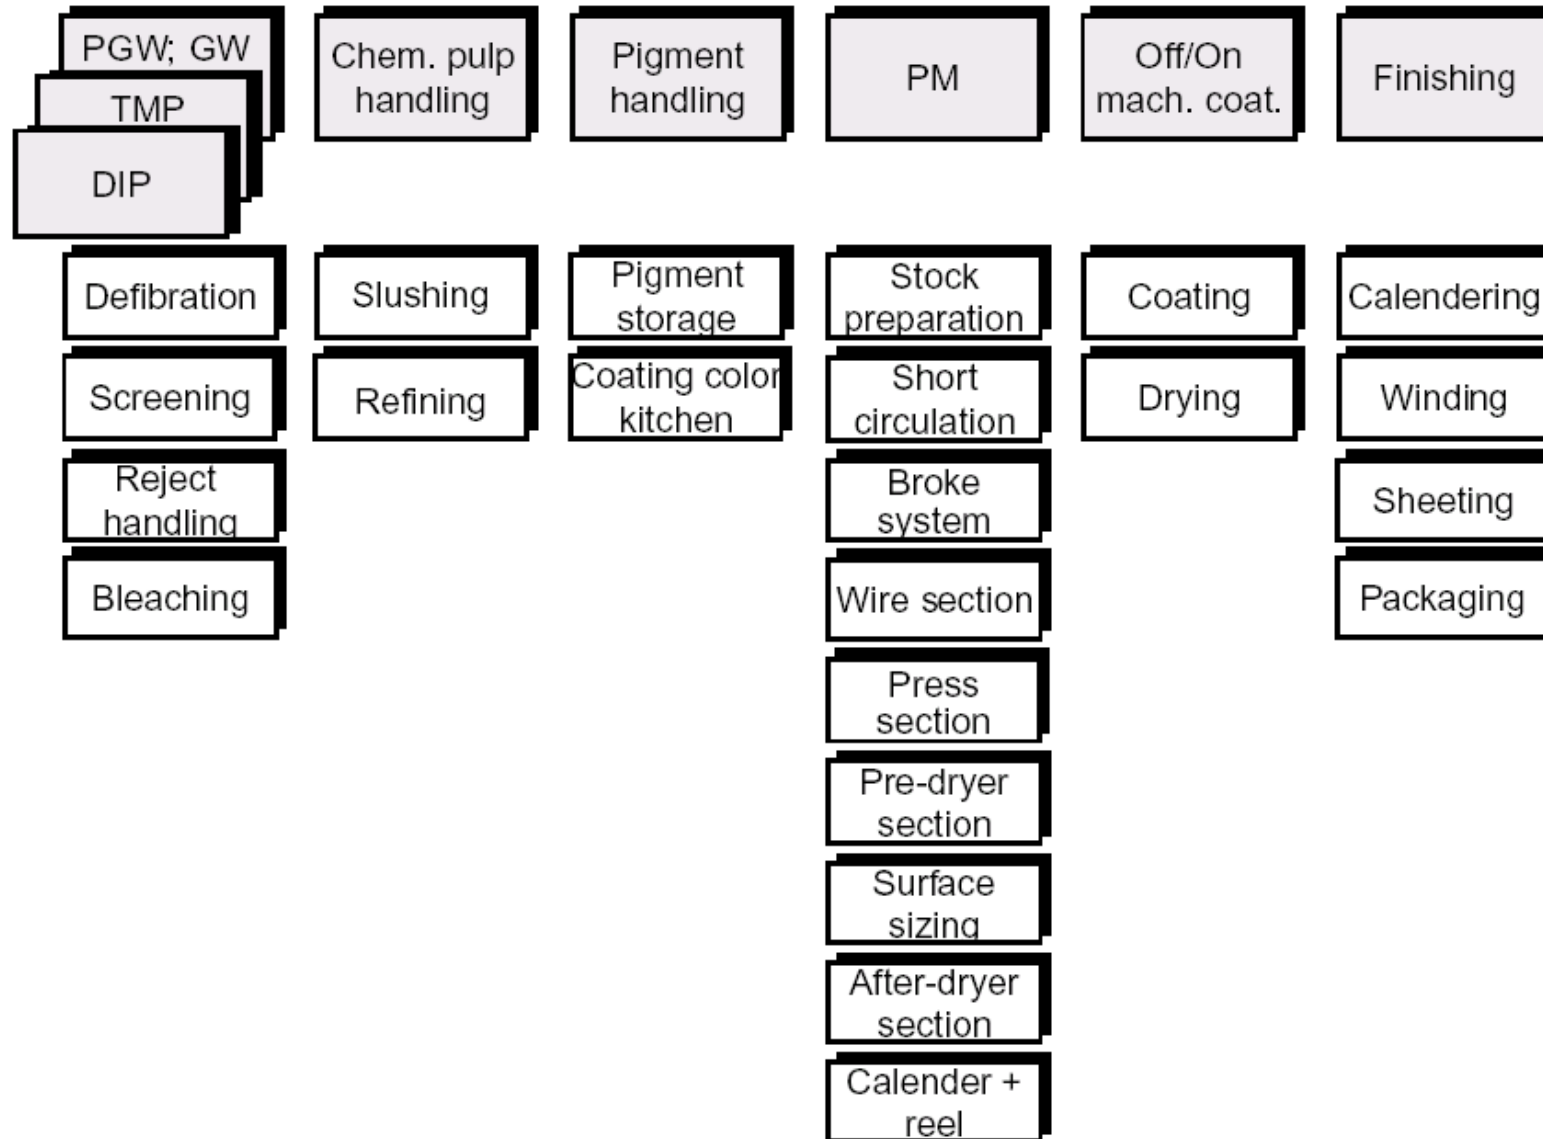 PGW; GW
TMP
DIP
Chem. pulp
handling
Pigment
handling
PM
Off/On
mach. coat.
Finishing
Defibration
Screening
Reject
handling
Bleaching
Slushing
Refining
Pigment
storage
Coating color
kitchen
Stock
preparation
Short
circulation
Broke
system
Wire section
Press
section
Pre-dryer
section
Surface
sizing
After-dryer
section
Calender +
reel
Coating
Drying
Calendering
Winding
Sheeting
Packaging